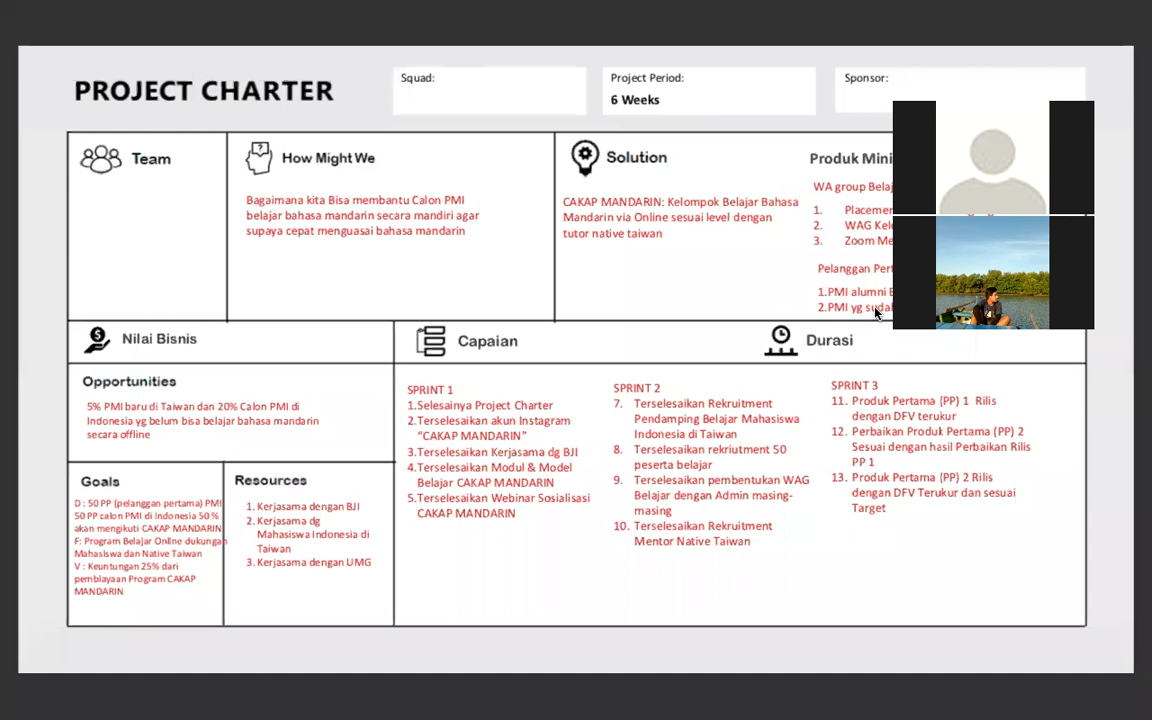 PROJECT CHARTER
Squad:
Project Period:
6 Weeks
Sponsor:
Team
How Might We
Bagaimana kita Bisa membantu Calon PMI
belajar bahasa mandarin secara mandiri agar
supaya cepat menguasai bahasa mandarin
Solution
CAKAP MANDARIN: Kelompok Belajar Bahasa
Mandarin via Online sesuai level dengan
tutor native taiwan
Produk Mini
WA group Belaj
1. Placemen
2. WAG Kel
3. Zoom Me
Pelanggan Pert
1.PMI alumni B
2.PMI yg sudah
Nilai Bisnis
Opportunities
5% PMI baru di Taiwan dan 20% Calon PMI di
Indonesia yg belum bisa belajar bahasa mandarin
secara offline
Goals
D : 50 PP (pelanggan pertama) PMI
50 PP calon PMI di Indonesia 50 %
akan mengikuti CAKAP MANDARIN
F: Program Belajar Online dukungan
Mahasiswa dan Native Taiwan
V : Keuntungan 25% dari
pembiayaan Program CAKAP
MANDARIN
Resources
1. Kerjasama dengan BJI
2. Kerjasama dg
Mahasiswa Indonesia di
Taiwan
3. Kerjasama dengan UMG
Capaian
Durasi
SPRINT 1
1.Selesainya Project Charter
2.Terselesaikan akun Instagram
“CAKAP MANDARIN”
3.Terselesaikan Kerjasama dg BJI
4.Terselesaikan Modul & Model
Belajar CAKAP MANDARIN
5.Terselesaikan Webinar Sosialisasi
CAKAP MANDARIN
SPRINT 2
7. Terselesaikan Rekruitment
Pendamping Belajar Mahasiswa
Indonesia di Taiwan
8. Terselesaikan rekriutment 50
peserta belajar
9. Terselesaikan pembentukan WAG
Belajar dengan Admin masing-
masing
10. Terselesaikan Rekruitment
Mentor Native Taiwan
SPRINT 3
11. Produk Pertama (PP) 1 Rilis
dengan DFV terukur
12. Perbaikan Produk Pertama (PP) 2
Sesuai dengan hasil Perbaikan Rilis
PP 1
13. Produk Pertama (PP) 2 Rilis
dengan DFV Terukur dan sesuai
Target